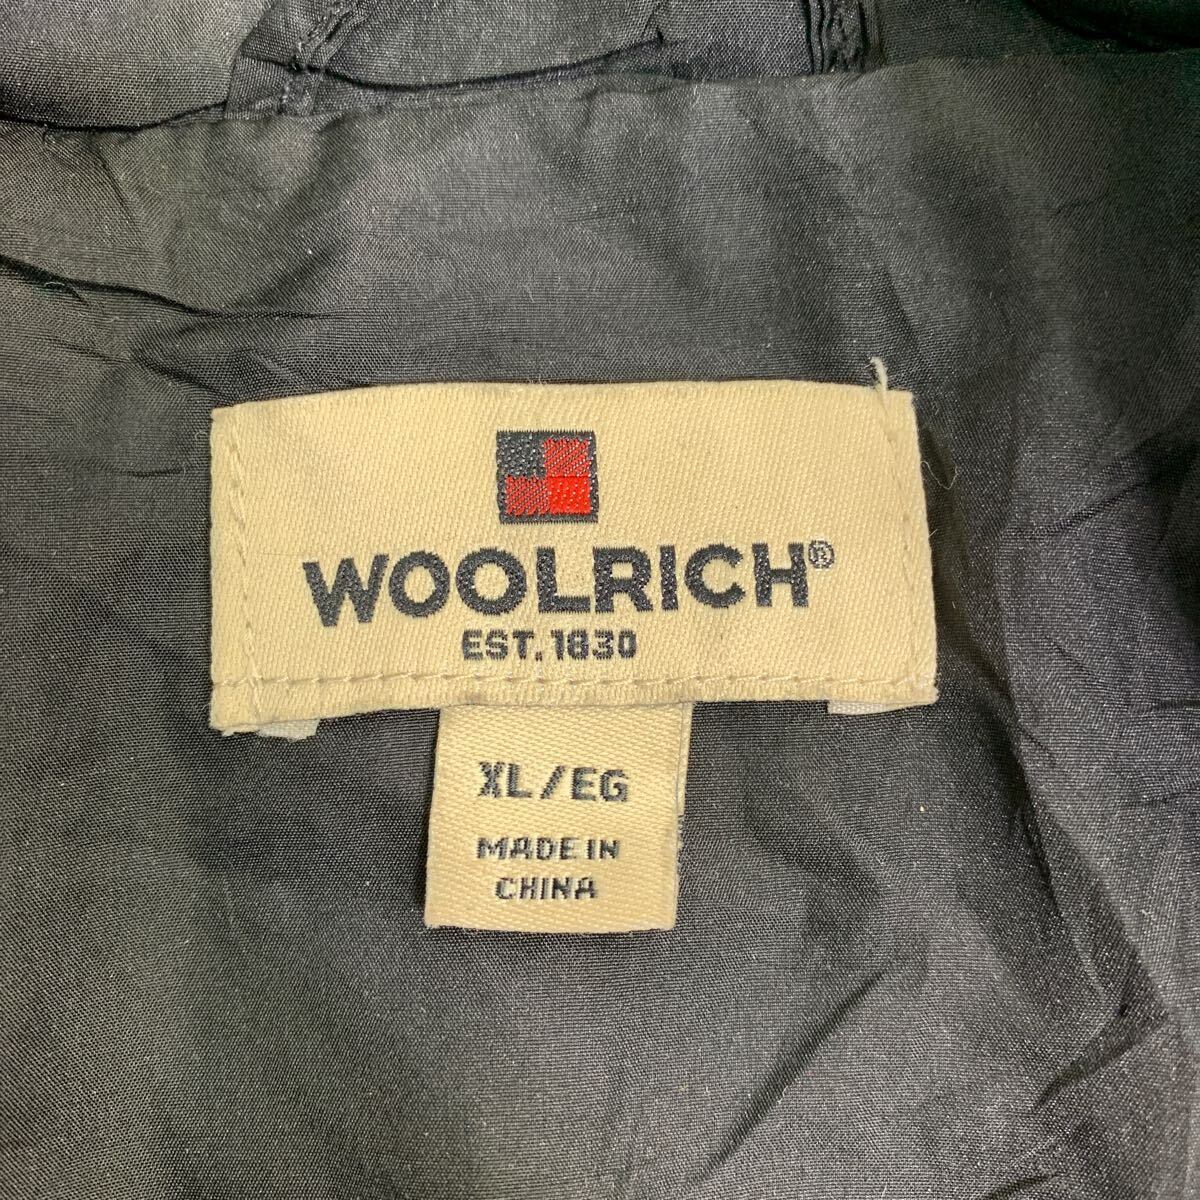 WOOLRICH®
EST. 1830
XL/EG
MADE IN
CHINA